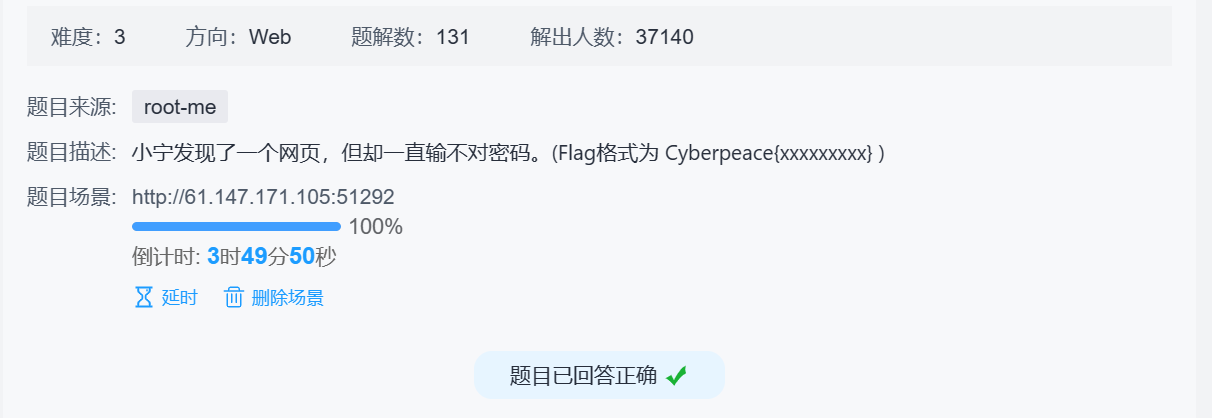 难度：3 方向：Web 题解数：131 解出人数：37140
题目来源: root-me
题目描述: 小宁发现了一个网页，但却一直输不对密码。(Flag格式为 Cyberpeace{xxxxxxxxx} )
题目场景: http://61.147.171.105:51292
100%
倒计时: 3时49分50秒
延时 删除场景
题目已回答正确